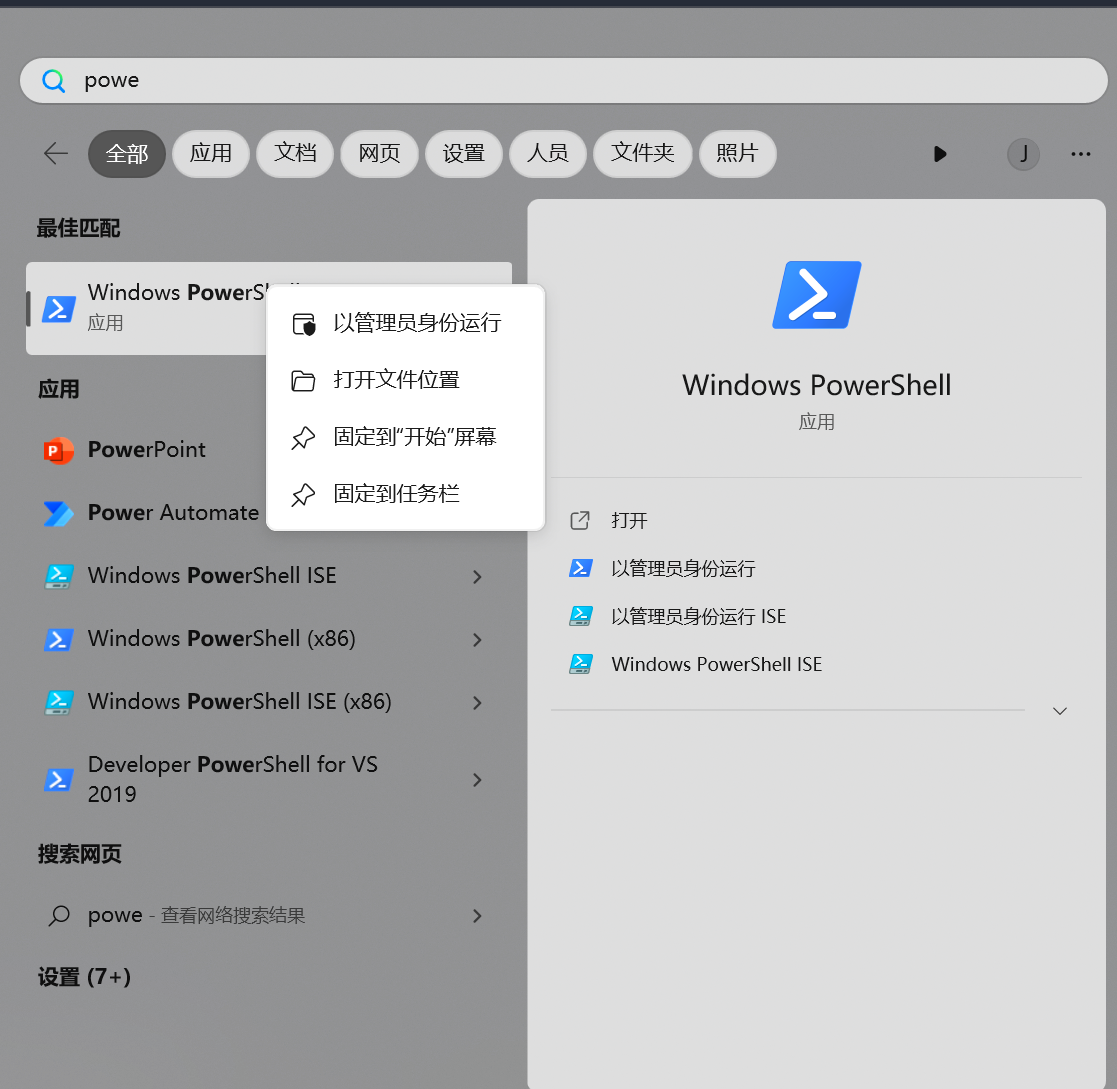 powe
全部 应用 文档 网页 设置 人员 文件夹 照片 J
最佳匹配
Windows PowerSh
应用
以管理员身份运行
打开文件位置
固定到“开始”屏幕
固定到任务栏
应用
PowerPoint
Power Automate
Windows PowerShell ISE
Windows PowerShell (x86)
Windows PowerShell ISE (x86)
Developer PowerShell for VS
2019
搜索网页
powe - 查看网络搜索结果
设置 (7+)
Windows PowerShell
应用
打开
以管理员身份运行
以管理员身份运行 ISE
Windows PowerShell ISE